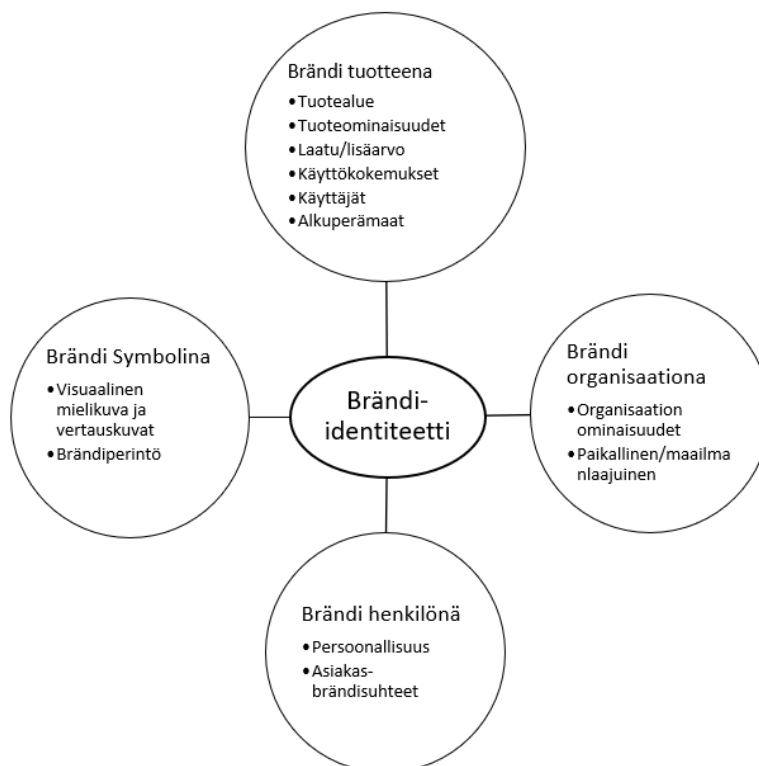 Brändi tuotteena
•Tuotealue
•Tuoteominaisuudet
•Laatu/lisäarvo
•Käyttökokemukset
•Käyttäjät
•Alkuperämaat
Brändi Symbolina
•Visuaalinen
mielikuva ja
vertauskuvat
•Brändiperintö
Brändi-
identiteetti
Brändi
organisaationa
•Organisaation
ominaisuudet
•Paikallinen/maailma
nlaajuinen
Brändi henkilönä
•Persoonallisuus
•Asiakas-
brändisuhteet